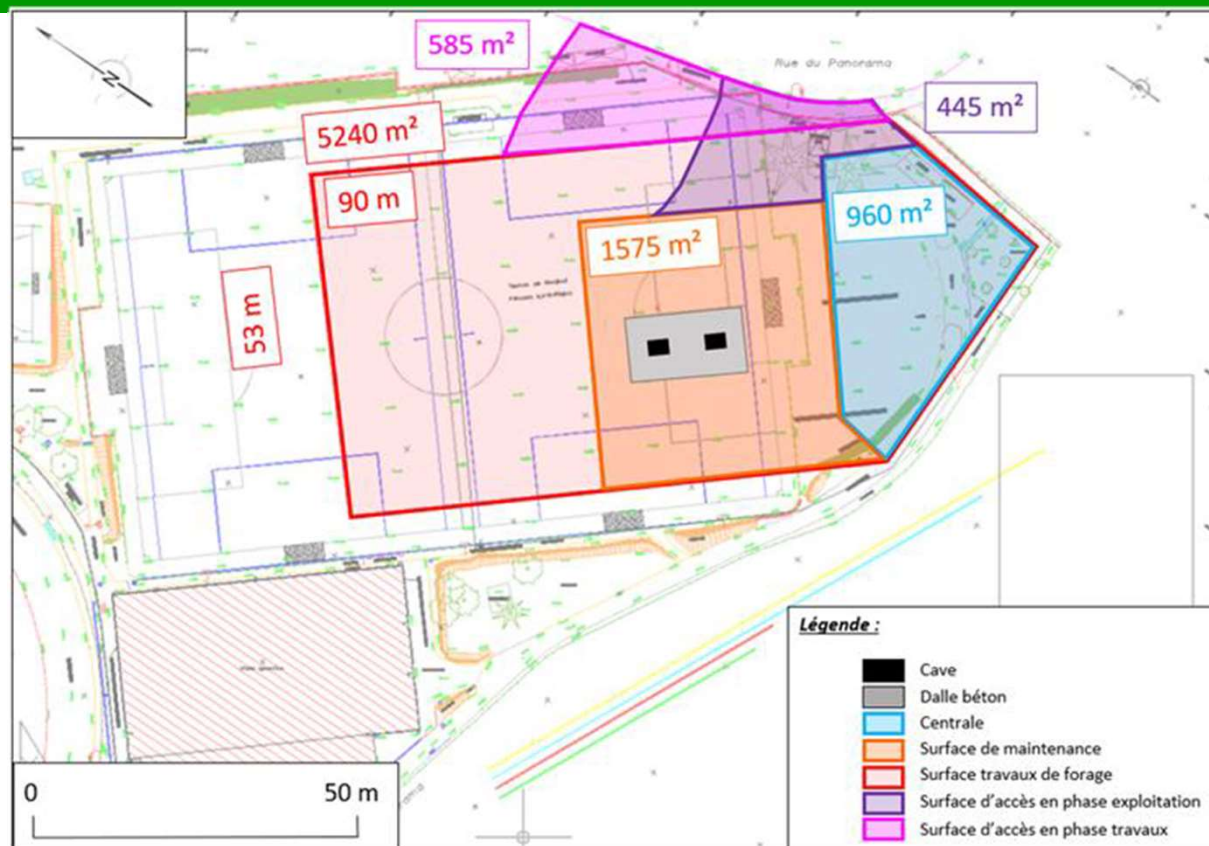 N
585 m²
Rue du Panorama
445 m²
5240 m²
90 m
960 m²
1575 m²
53 m
Légende :
Cave
Dalle béton
Centrale
Surface de maintenance
Surface travaux de forage
Surface d'accès en phase exploitation
Surface d'accès en phase travaux
0
50 m